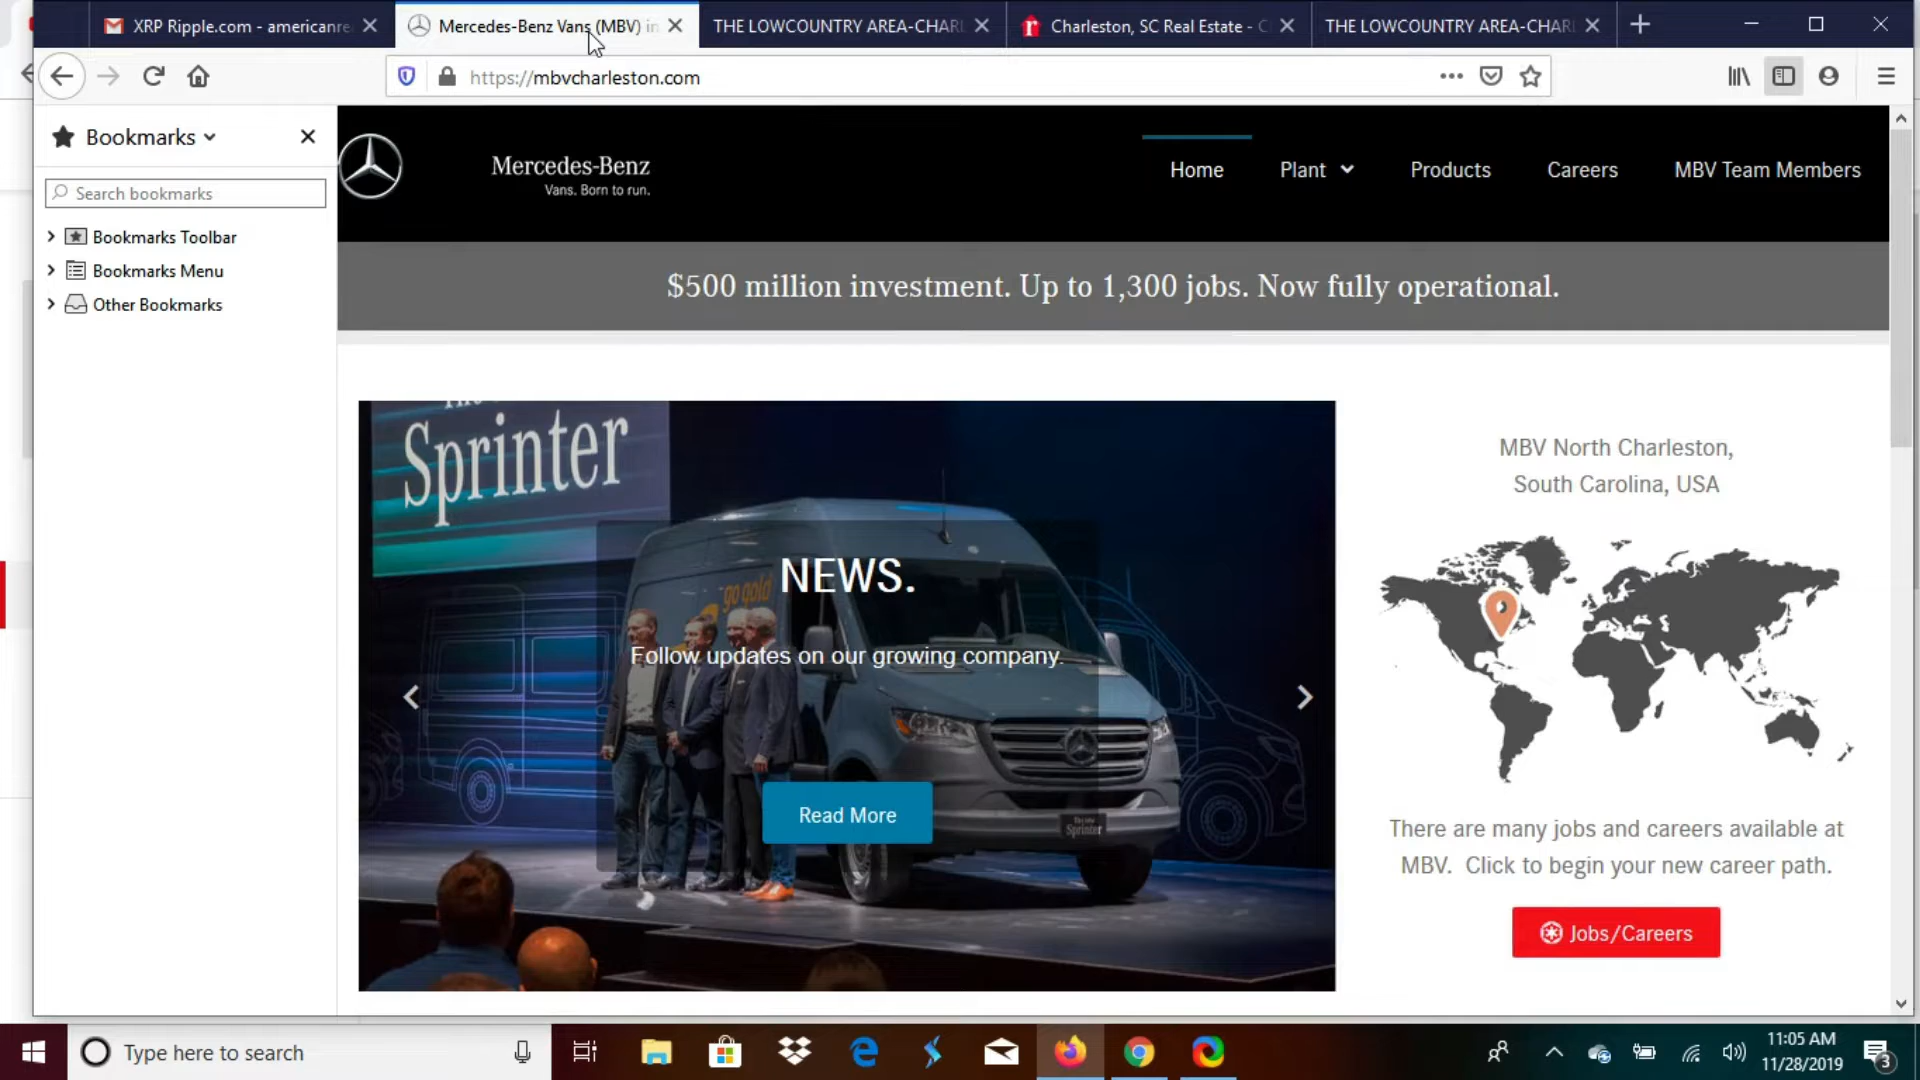 XRP Ripple.com - americanre
Mercedes-Benz Vans (MBV) in
THE LOWCOUNTRY AREA-CHARL
Charleston, SC Real Estate - C
THE LOWCOUNTRY AREA-CHARL
https://mbvcharleston.com
Bookmarks
Search bookmarks
Bookmarks Toolbar
Bookmarks Menu
Other Bookmarks
Mercedes-Benz
Vans. Born to run.
Home
Plant
Products
Careers
MBV Team Members
$500 million investment. Up to 1,300 jobs. Now fully operational.
Sprinter
go gold
NEWS.
Follow updates on our growing company.
Read More
Sprinter
MBV North Charleston,
South Carolina, USA
There are many jobs and careers available at
MBV. Click to begin your new career path.
Jobs/Careers
Type here to search
11:05 AM
11/28/2019
3